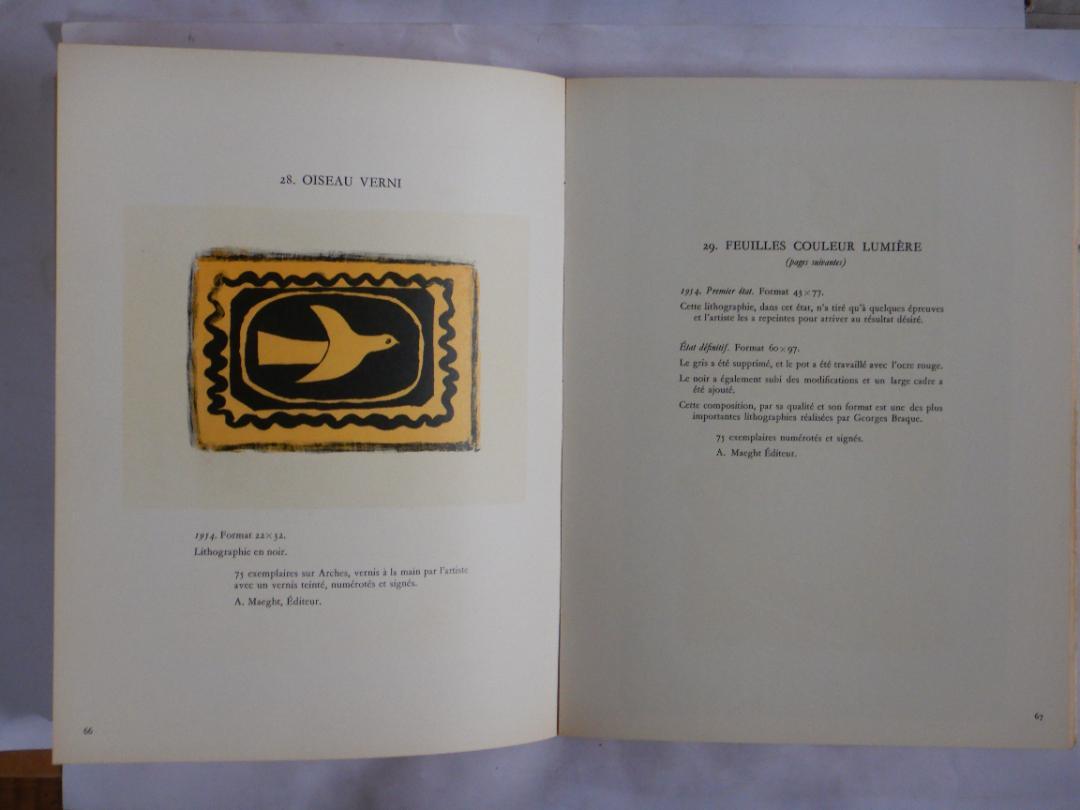 28. OISEAU VERNI
1954. Format 22×32.
Lithographie en noir.
75 exemplaires sur Arches, vernis à la main par l'artiste
avec un vernis teinté, numérotés et signés.
A. Maeght, Éditeur.
66
29. FEUILLES COULEUR LUMIÈRE
(pages suivantes)
1954. Premier état. Format 43×77.
Cette lithographie, dans cet état, n'a tiré qu'à quelques épreuves
et l'artiste les a repeintes pour arriver au résultat désiré.
État définitif. Format 60×97.
Le gris a été supprimé, et le pot a été travaillé avec l'ocre rouge.
Le noir a également subi des modifications et un large cadre a
été ajouté.
Cette composition, par sa qualité et son format est une des plus
importantes lithographies réalisées par Georges Braque.
75 exemplaires numérotés et signés.
A. Maeght Éditeur.
67